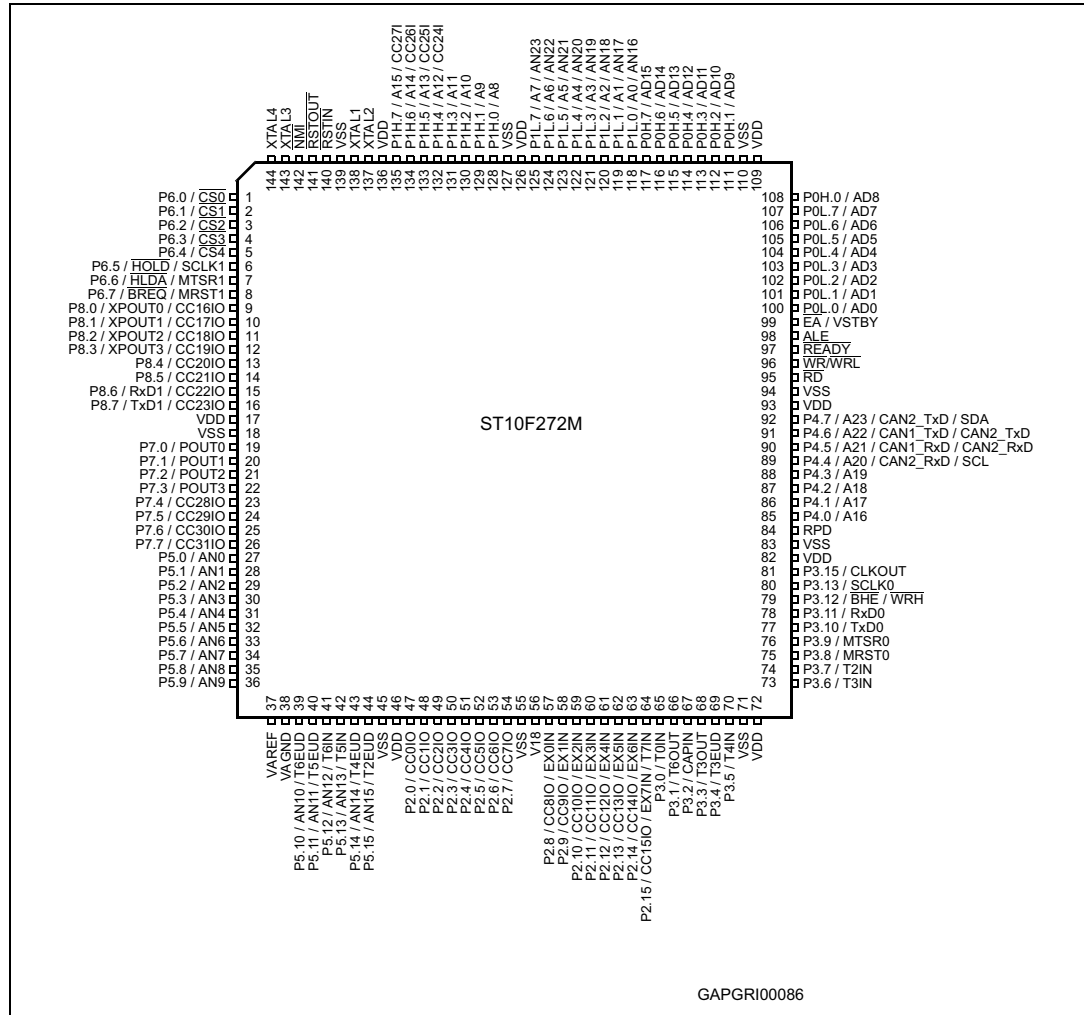 XTAL4
XTAL3
NMI
RSTOUT
RSTIN
VSS
XTAL1
XTAL2
VDD
P1H.7 / A15 / CC27I
P1H.6 / A14 / CC26I
P1H.5 / A13 / CC25I
P1H.4 / A12 / CC24I
P1H.3 / A11
P1H.2 / A10
P1H.1 / A9
P1H.0 / A8
VSS
VDD
P1L.7 / A7 / AN23
P1L.6 / A6 / AN22
P1L.5 / A5 / AN21
P1L.4 / A4 / AN20
P1L.3 / A3 / AN19
P1L.2 / A2 / AN18
P1L.1 / A1 / AN17
P1L.0 / A0 / AN16
P0H.7 / AD15
P0H.6 / AD14
P0H.5 / AD13
P0H.4 / AD12
P0H.3 / AD11
P0H.2 / AD10
P0H.1 / AD9
VSS
VDD
144
143
142
141
140
139
138
137
136
135
134
133
132
131
130
129
128
127
126
125
124
123
122
121
120
119
118
117
116
115
114
113
112
111
110
109
P6.0 / CS0 1
P6.1 / CS1 2
P6.2 / CS2 3
P6.3 / CS3 4
P6.4 / CS4 5
P6.5 / HOLD / SCLK1 6
P6.6 / HLDA / MTSR1 7
P6.7 / BREQ / MRST1 8
P8.0 / XPOUT0 / CC16IO 9
P8.1 / XPOUT1 / CC17IO 10
P8.2 / XPOUT2 / CC18IO 11
P8.3 / XPOUT3 / CC19IO 12
P8.4 / CC20IO 13
P8.5 / CC21IO 14
P8.6 / RxD1 / CC22IO 15
P8.7 / TxD1 / CC23IO 16
VDD 17
VSS 18
P7.0 / POUT0 19
P7.1 / POUT1 20
P7.2 / POUT2 21
P7.3 / POUT3 22
P7.4 / CC28IO 23
P7.5 / CC29IO 24
P7.6 / CC30IO 25
P7.7 / CC31IO 26
P5.0 / AN0 27
P5.1 / AN1 28
P5.2 / AN2 29
P5.3 / AN3 30
P5.4 / AN4 31
P5.5 / AN5 32
P5.6 / AN6 33
P5.7 / AN7 34
P5.8 / AN8 35
P5.9 / AN9 36
ST10F272M
108 P0H.0 / AD8
107 P0L.7 / AD7
106 P0L.6 / AD6
105 P0L.5 / AD5
104 P0L.4 / AD4
103 P0L.3 / AD3
102 P0L.2 / AD2
101 P0L.1 / AD1
100 P0L.0 / AD0
99 EA / VSTBY
98 ALE
97 READY
96 WR/WRL
95 RD
94 VSS
93 VDD
92 P4.7 / A23 / CAN2_TxD / SDA
91 P4.6 / A22 / CAN1_TxD / CAN2_TxD
90 P4.5 / A21 / CAN1_RxD / CAN2_RxD
89 P4.4 / A20 / CAN2_RxD / SCL
88 P4.3 / A19
87 P4.2 / A18
86 P4.1 / A17
85 P4.0 / A16
84 RPD
83 VSS
82 VDD
81 P3.15 / CLKOUT
80 P3.13 / SCLK0
79 P3.12 / BHE / WRH
78 P3.11 / RxD0
77 P3.10 / TxD0
76 P3.9 / MTSR0
75 P3.8 / MRST0
74 P3.7 / T2IN
73 P3.6 / T3IN
37
38
39
40
41
42
43
44
45
46
47
48
49
50
51
52
53
54
55
56
57
58
59
60
61
62
63
64
65
66
67
68
69
70
71
72
VAREF
VAGND
P5.10 / AN10 / T6EUD
P5.11 / AN11 / T5EUD
P5.12 / AN12 / T6IN
P5.13 / AN13 / T5IN
P5.14 / AN14 / T4EUD
P5.15 / AN15 / T2EUD
VSS
VDD
P2.0 / CC0IO
P2.1 / CC1IO
P2.2 / CC2IO
P2.3 / CC3IO
P2.4 / CC4IO
P2.5 / CC5IO
P2.6 / CC6IO
P2.7 / CC7IO
VSS
V18
P2.8 / CC8IO / EX0IN
P2.9 / CC9IO / EX1IN
P2.10 / CC10IO / EX2IN
P2.11 / CC11IO / EX3IN
P2.12 / CC12IO / EX4IN
P2.13 / CC13IO / EX5IN
P2.14 / CC14IO / EX6IN
P2.15 / CC15IO / EX7IN / T7IN
P3.0 / T0IN
P3.1 / T6OUT
P3.2 / CAPIN
P3.3 / T3OUT
P3.4 / T3EUD
P3.5 / T4IN
VSS
VDD
GAPGRI00086